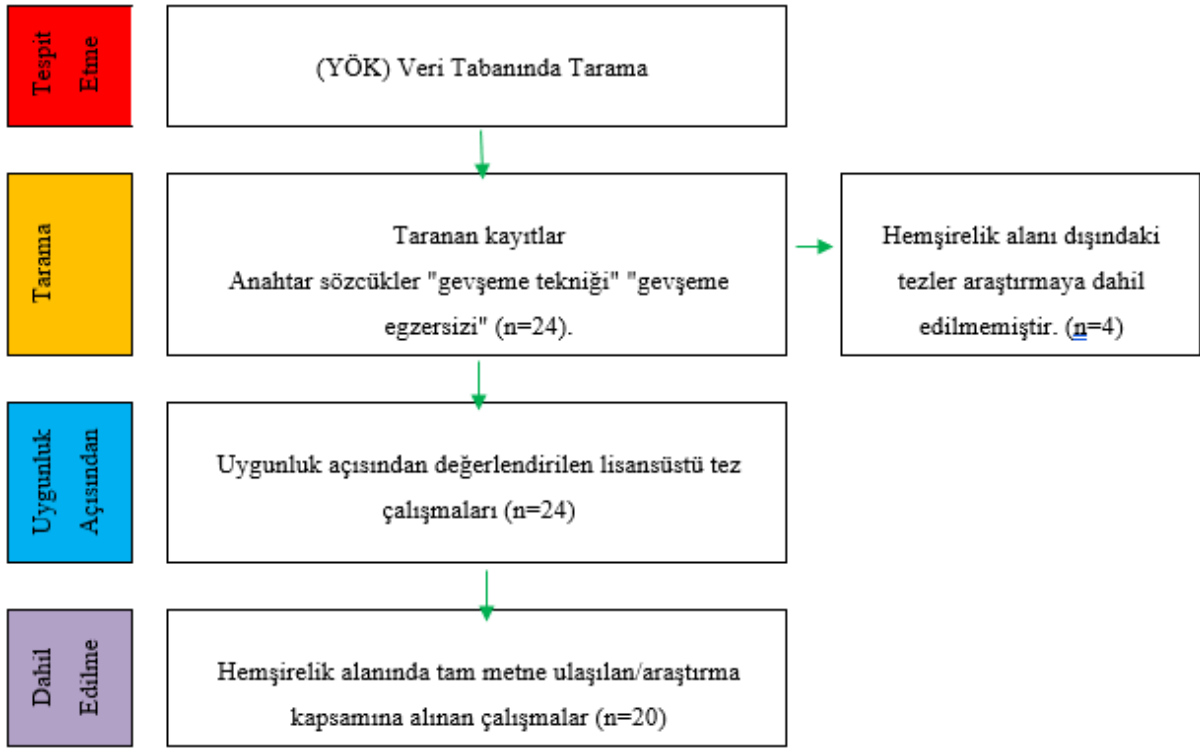 Tespit
Etme
(YÖK) Veri Tabanında Tarama
Tarama
Taranan kayıtlar
Anahtar sözcükler "gevşeme tekniği" "gevşeme
egzersizi" (n=24).
Hemşirelik alanı dışındaki
tezler araştırmaya dahil
edilmemiştir. (n=4)
Uygunluk
Açısından
Uygunluk açısından değerlendirilen lisansüstü tez
çalışmaları (n=24)
Dahil
Edilme
Hemşirelik alanında tam metne ulaşılan/araştırma
kapsamına alınan çalışmalar (n=20)